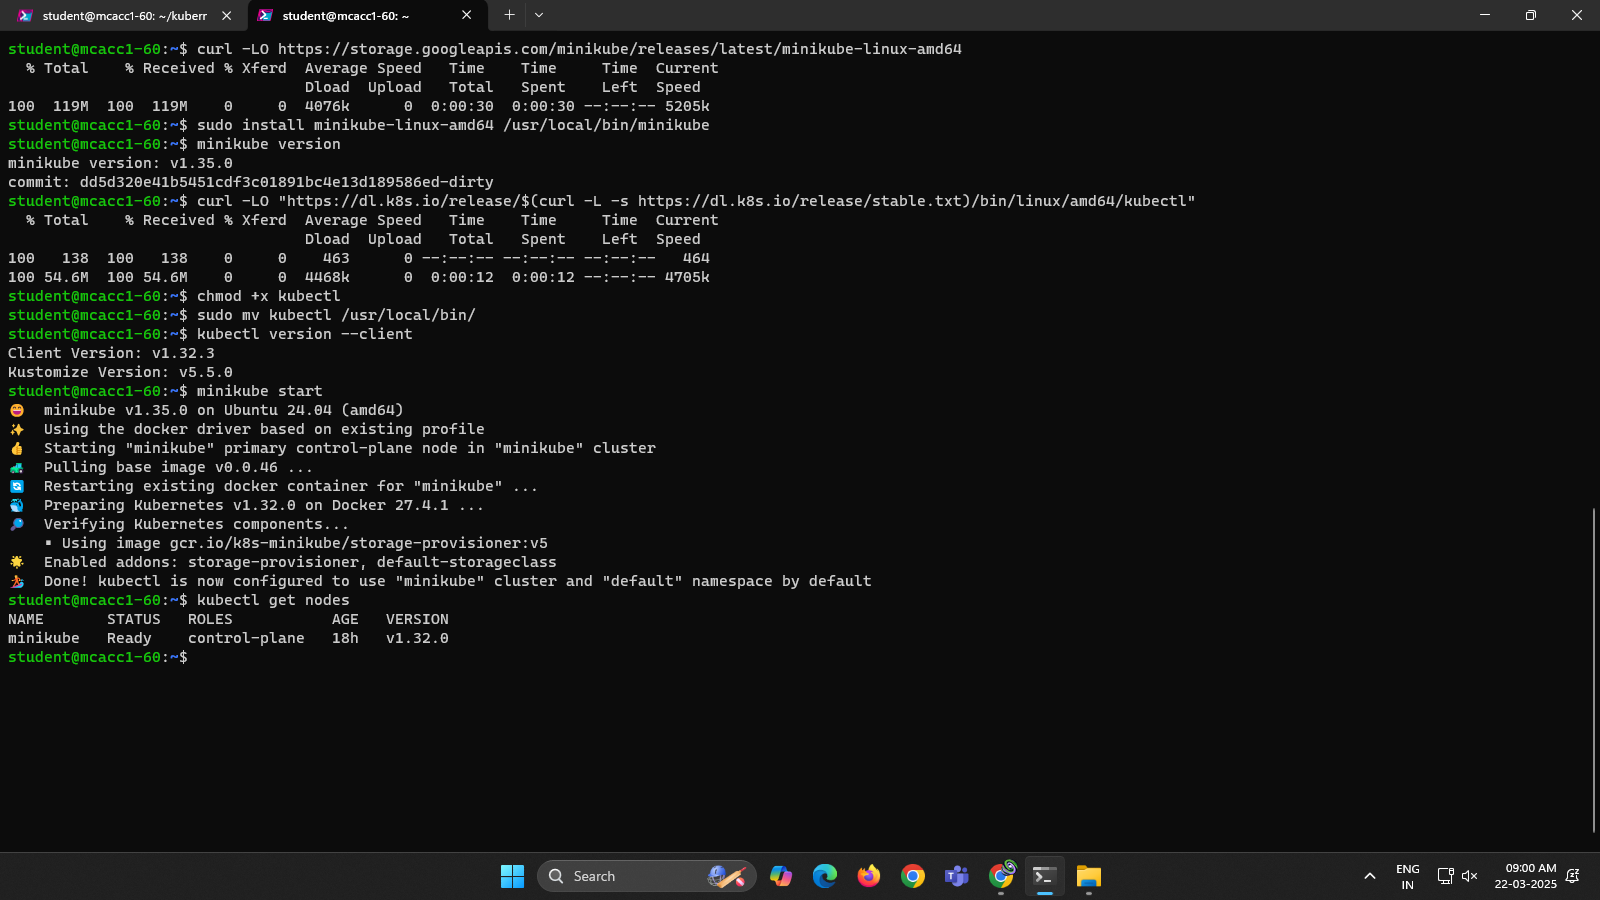 student@mcacc1-60: ~/kuberr
student@mcacc1-60: ~
student@mcacc1-60:~$ curl -LO https://storage.googleapis.com/minikube/releases/latest/minikube-linux-amd64
% Total % Received % Xferd Average Speed Time Time Time Current
Dload Upload Total Spent Left Speed
100 119M 100 119M 0 0 4076k 0 0:00:30 0:00:30 --:--:-- 5205k
student@mcacc1-60:~$ sudo install minikube-linux-amd64 /usr/local/bin/minikube
student@mcacc1-60:~$ minikube version
minikube version: v1.35.0
commit: dd5d320e41b5451cdf3c01891bc4e13d189586ed-dirty
student@mcacc1-60:~$ curl -LO "https://dl.k8s.io/release/$(curl -L -s https://dl.k8s.io/release/stable.txt)/bin/linux/amd64/kubectl"
% Total % Received % Xferd Average Speed Time Time Time Current
Dload Upload Total Spent Left Speed
100 138 100 138 0 0 463 0 --:--:-- --:--:-- --:--:-- 464
100 54.6M 100 54.6M 0 0 4468k 0 0:00:12 0:00:12 --:--:-- 4705k
student@mcacc1-60:~$ chmod +x kubectl
student@mcacc1-60:~$ sudo mv kubectl /usr/local/bin/
student@mcacc1-60:~$ kubectl version --client
Client Version: v1.32.3
Kustomize Version: v5.5.0
student@mcacc1-60:~$ minikube start
😄 minikube v1.35.0 on Ubuntu 24.04 (amd64)
✨ Using the docker driver based on existing profile
👍 Starting "minikube" primary control-plane node in "minikube" cluster
🚜 Pulling base image v0.0.46 ...
🔄 Restarting existing docker container for "minikube" ...
🐳 Preparing Kubernetes v1.32.0 on Docker 27.4.1 ...
🔎 Verifying Kubernetes components...
▪ Using image gcr.io/k8s-minikube/storage-provisioner:v5
🌟 Enabled addons: storage-provisioner, default-storageclass
🏄 Done! kubectl is now configured to use "minikube" cluster and "default" namespace by default
student@mcacc1-60:~$ kubectl get nodes
NAME STATUS ROLES AGE VERSION
minikube Ready control-plane 18h v1.32.0
student@mcacc1-60:~$
Search
ENG
IN
09:00 AM
22-03-2025